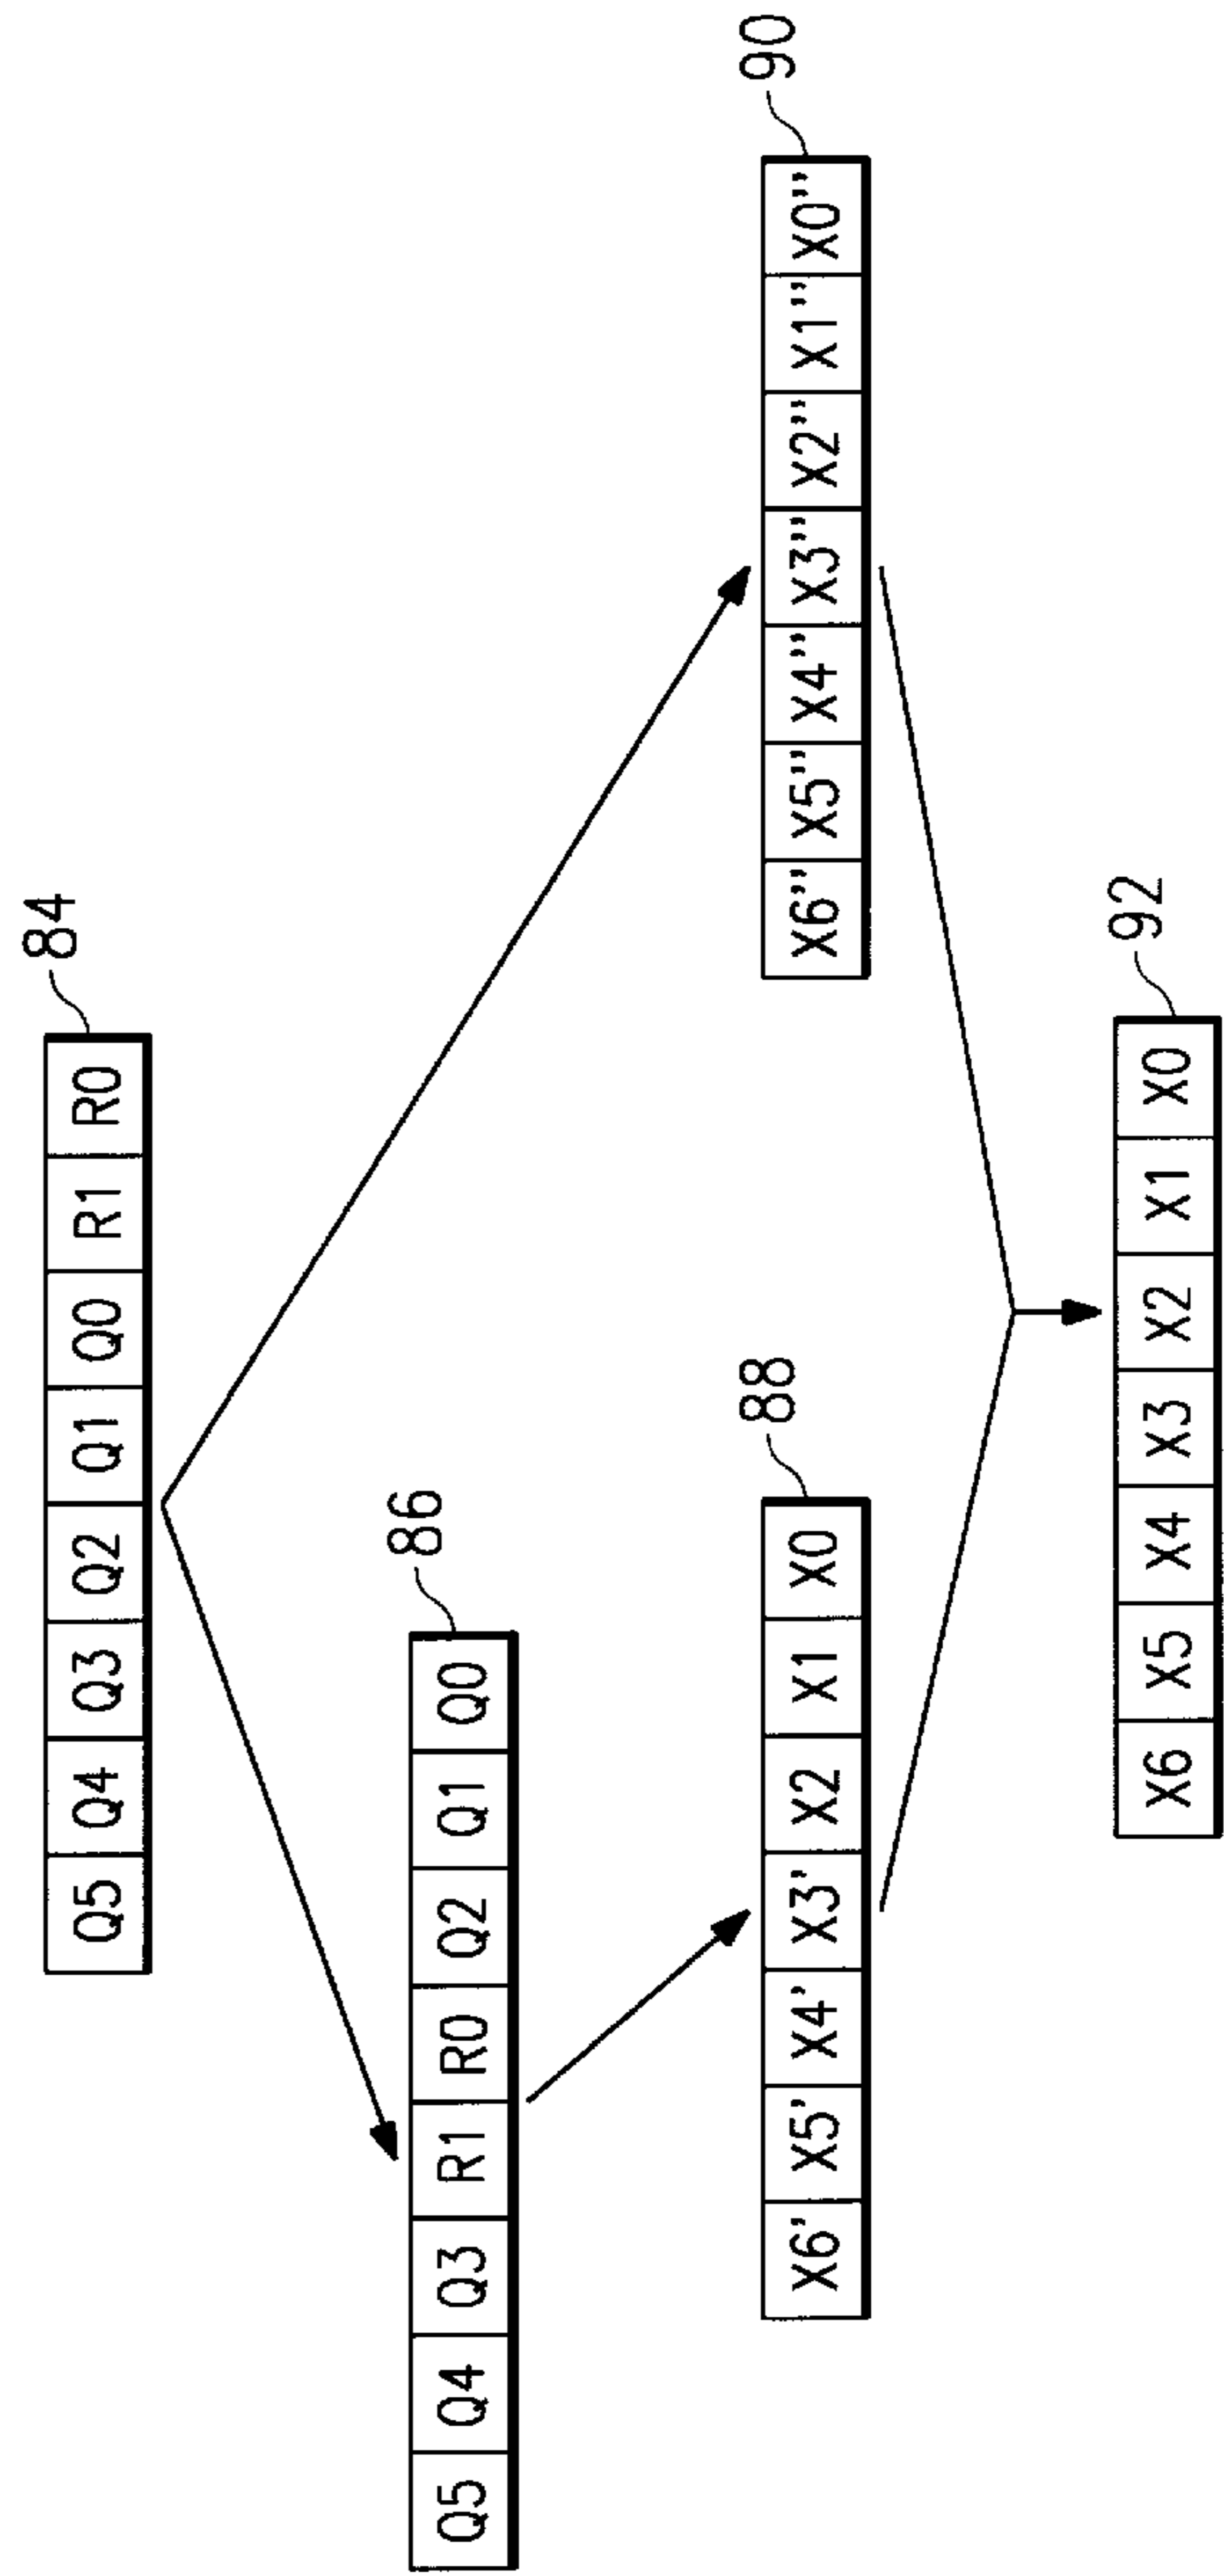 84
Q5 Q4 Q3 Q2 Q1 Q0 R1 R0
86
Q5 Q4 Q3 R1 R0 Q2 Q1 Q0
88
X6' X5' X4' X3' X2 X1 X0
90
X6" X5" X4" X3" X2" X1" X0"
92
X6 X5 X4 X3 X2 X1 X0